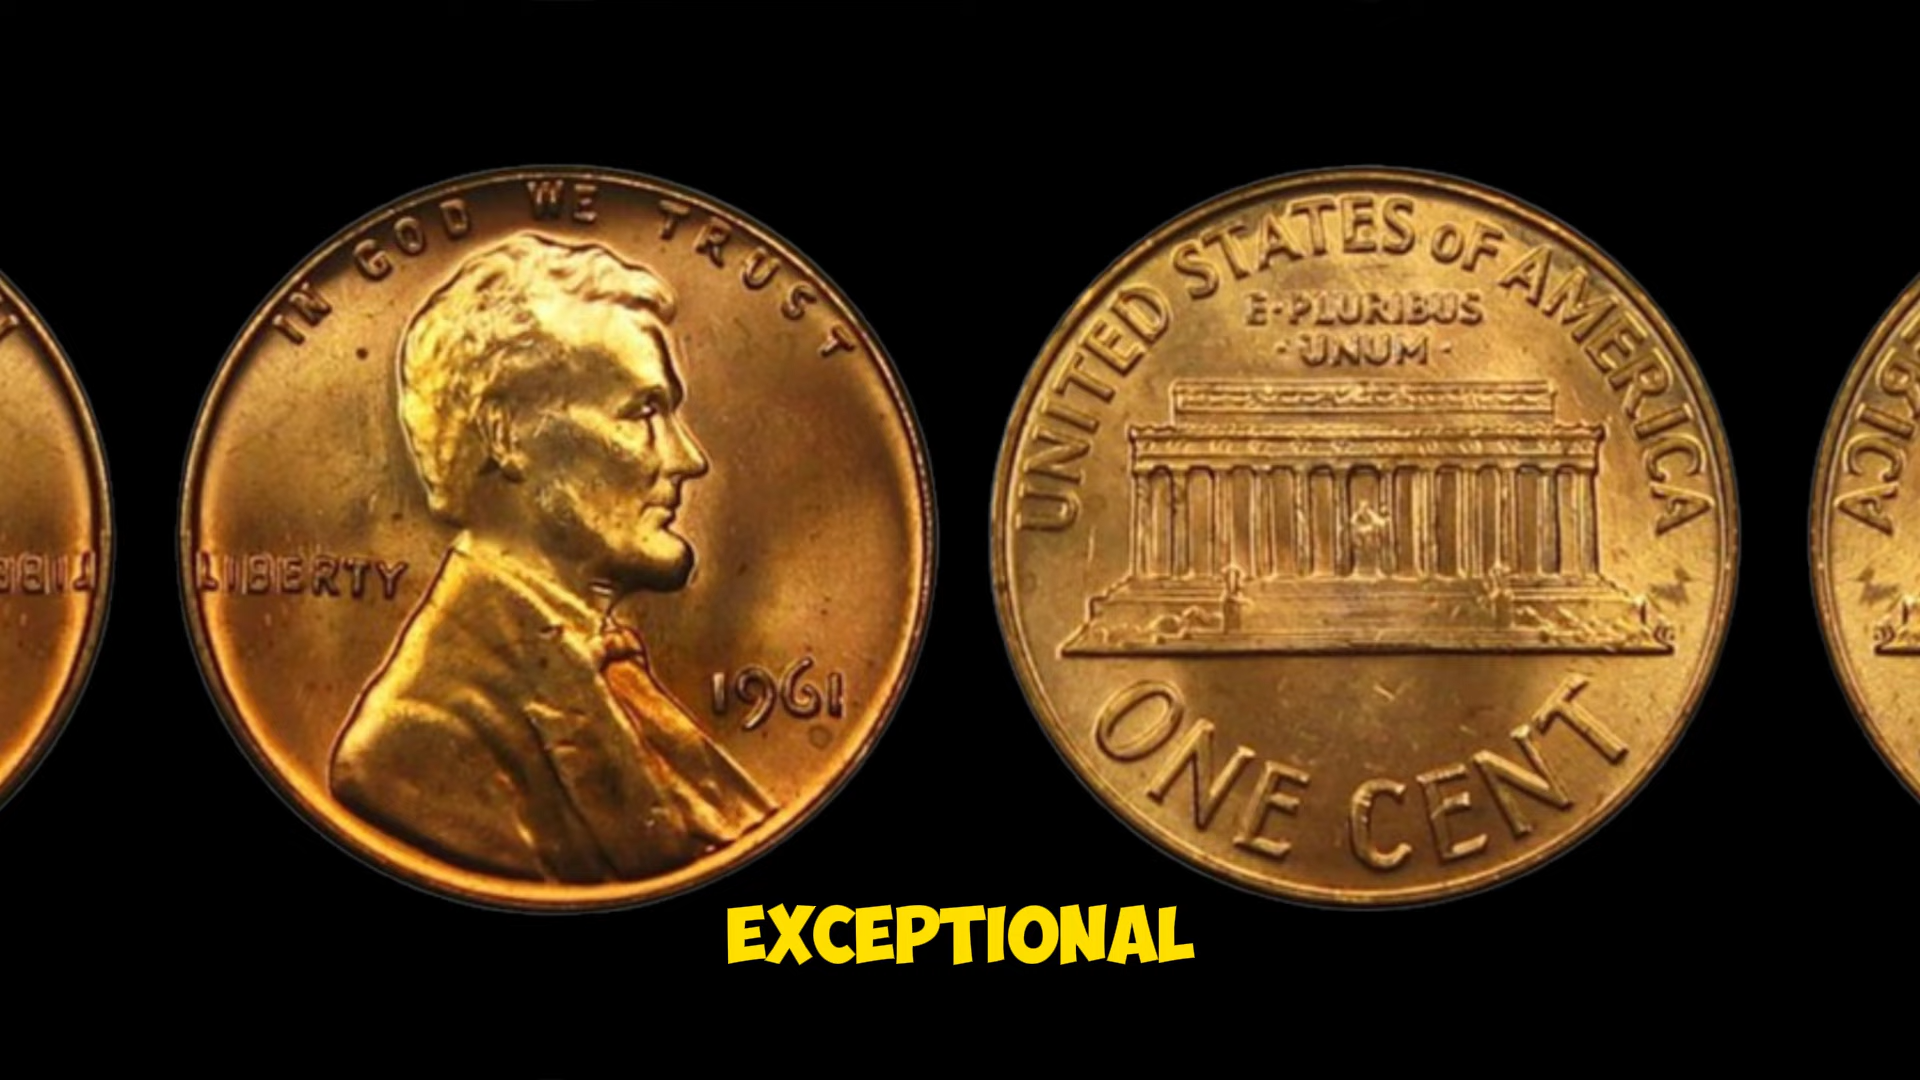 IN GOD WE TRUST
LIBERTY
1961
UNITED STATES OF AMERICA
E·PLURIBUS
·UNUM·
ONE CENT
EXCEPTIONAL